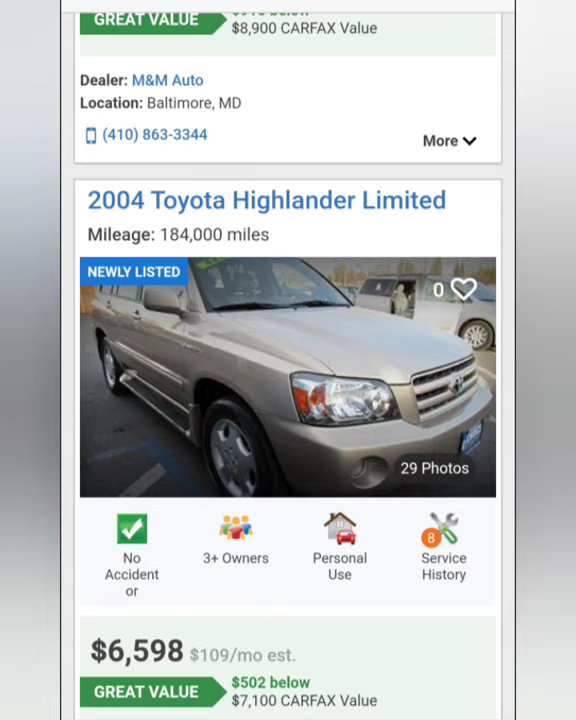 GREAT VALUE
$8,900 CARFAX Value
Dealer: M&M Auto
Location: Baltimore, MD
(410) 863-3344
More
2004 Toyota Highlander Limited
Mileage: 184,000 miles
NEWLY LISTED
0
29 Photos
No
Accident
or
3+ Owners
Personal
Use
8
Service
History
$6,598 $109/mo est.
GREAT VALUE
$502 below
$7,100 CARFAX Value